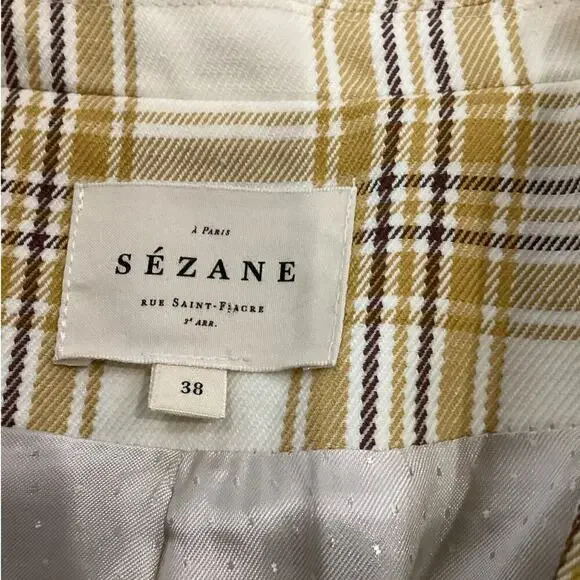 À PARIS
SÉZANE
RUE SAINT-FIACRE
2ᵉ ARR.
38